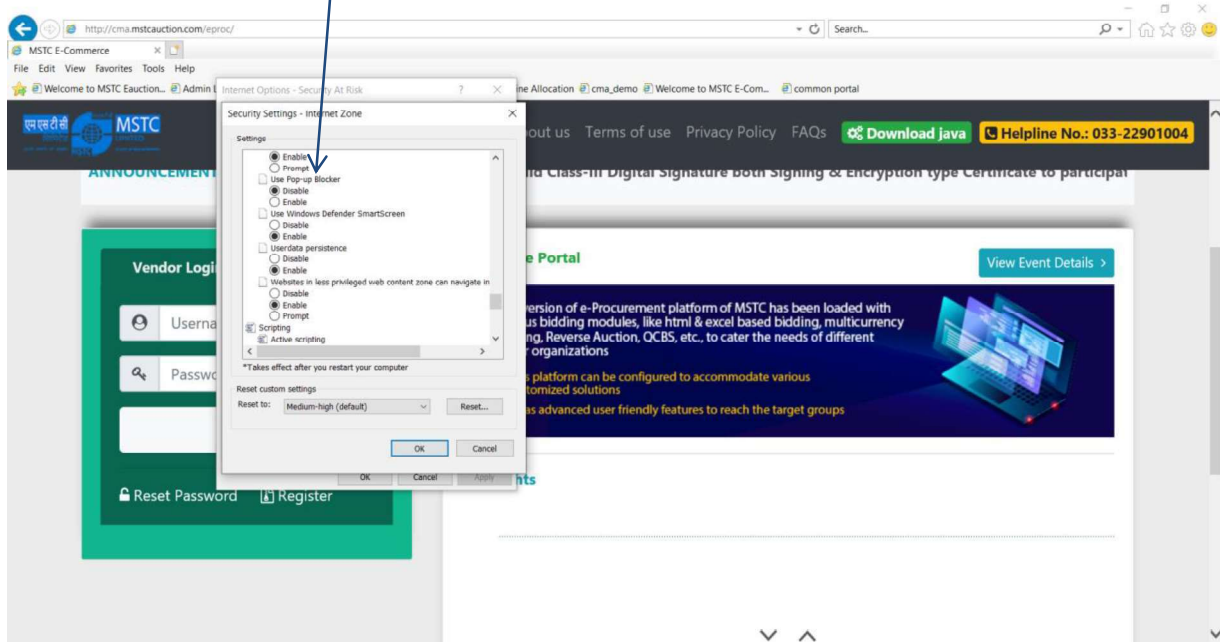 http://cma.mstcauction.com/eproc/
Search...
MSTC E-Commerce
File Edit View Favorites Tools Help
Welcome to MSTC Eauction... Admin L
ine Allocation cma_demo Welcome to MSTC E-Com... common portal
Internet Options - Security At Risk ? ×
Security Settings - Internet Zone ×
एम एस टी सी MSTC
out us Terms of use Privacy Policy FAQs Download java Helpline No.: 033-22901004
ANNOUNCEMENT
Class-III Digital Signature both Signing & Encryption type Certificate to participat
Settings
Enable
Prompt
Use Pop-up Blocker
Disable
Enable
Use Windows Defender SmartScreen
Disable
Enable
Userdata persistence
Disable
Enable
Websites in less privileged web content zone can navigate in
Disable
Enable
Prompt
Scripting
Active scripting
*Takes effect after you restart your computer
Reset custom settings
Reset to: Medium-high (default) Reset...
OK Cancel
OK Cancel Apply
Vendor Logi
Userna
Passwo
Reset Password Register
e Portal
View Event Details >
version of e-Procurement platform of MSTC has been loaded with
us bidding modules, like html & excel based bidding, multicurrency
ng, Reverse Auction, QCBS, etc., to cater the needs of different
r organizations
s platform can be configured to accommodate various
tomized solutions
as advanced user friendly features to reach the target groups
hts